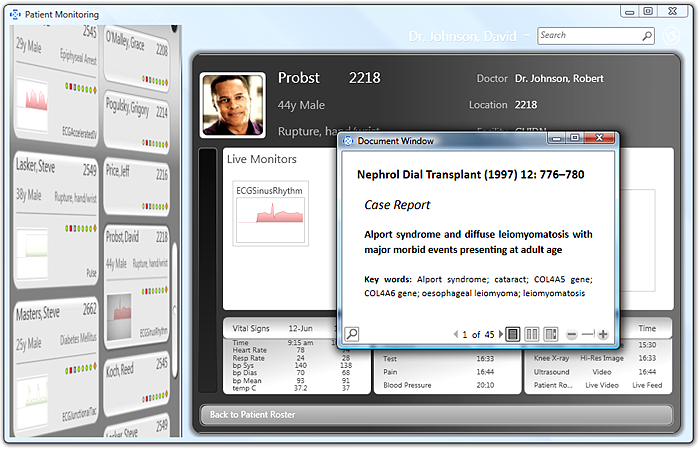 Patient Monitoring
Dr. Johnson, David
Search
2545
29y Male
Epiphyseal Arrest
ECGAccelerated
Lasker, Steve
2549
38y Male
Rupture, hand/wrist
Pulse
Masters, Steve
2662
25y Male
Diabetes Mellitus
ECGJunctionalTac
O'Malley, Grace
2208
Pogulsky, Grigory
2214
Price, Jeff
2216
Probst, David
2218
44y Male
Rupture, hand/wrist
ECGSinusRhythm
Koch, Reed
2549
Lasker, Steve
2549
Probst 2218
44y Male
Rupture, hand/wrist
Doctor Dr. Johnson, Robert
Location 2218
Live Monitors
ECGSinusRhythm
Document Window
Nephrol Dial Transplant (1997) 12: 776–780
Case Report
Alport syndrome and diffuse leiomyomatosis with
major morbid events presenting at adult age
Key words: Alport syndrome; cataract; COL4A5 gene;
COL4A6 gene; oesophageal leiomyoma; leiomyomatosis
1 of 45
Vital Signs 12-Jun
Time 9:15 am
Heart Rate 78
Resp Rate 24 28
bp Sys 140 138
bp Dias 70 68
bp Mean 93 91
temp C 37.2 37
Test 16:33
Pain 16:44
Blood Pressure 20:10
Time
15:30
Knee X-ray Hi-Res Image 16:33
Ultrasound Video 16:44
Patient Ro... Live Video Live Feed
Back to Patient Roster